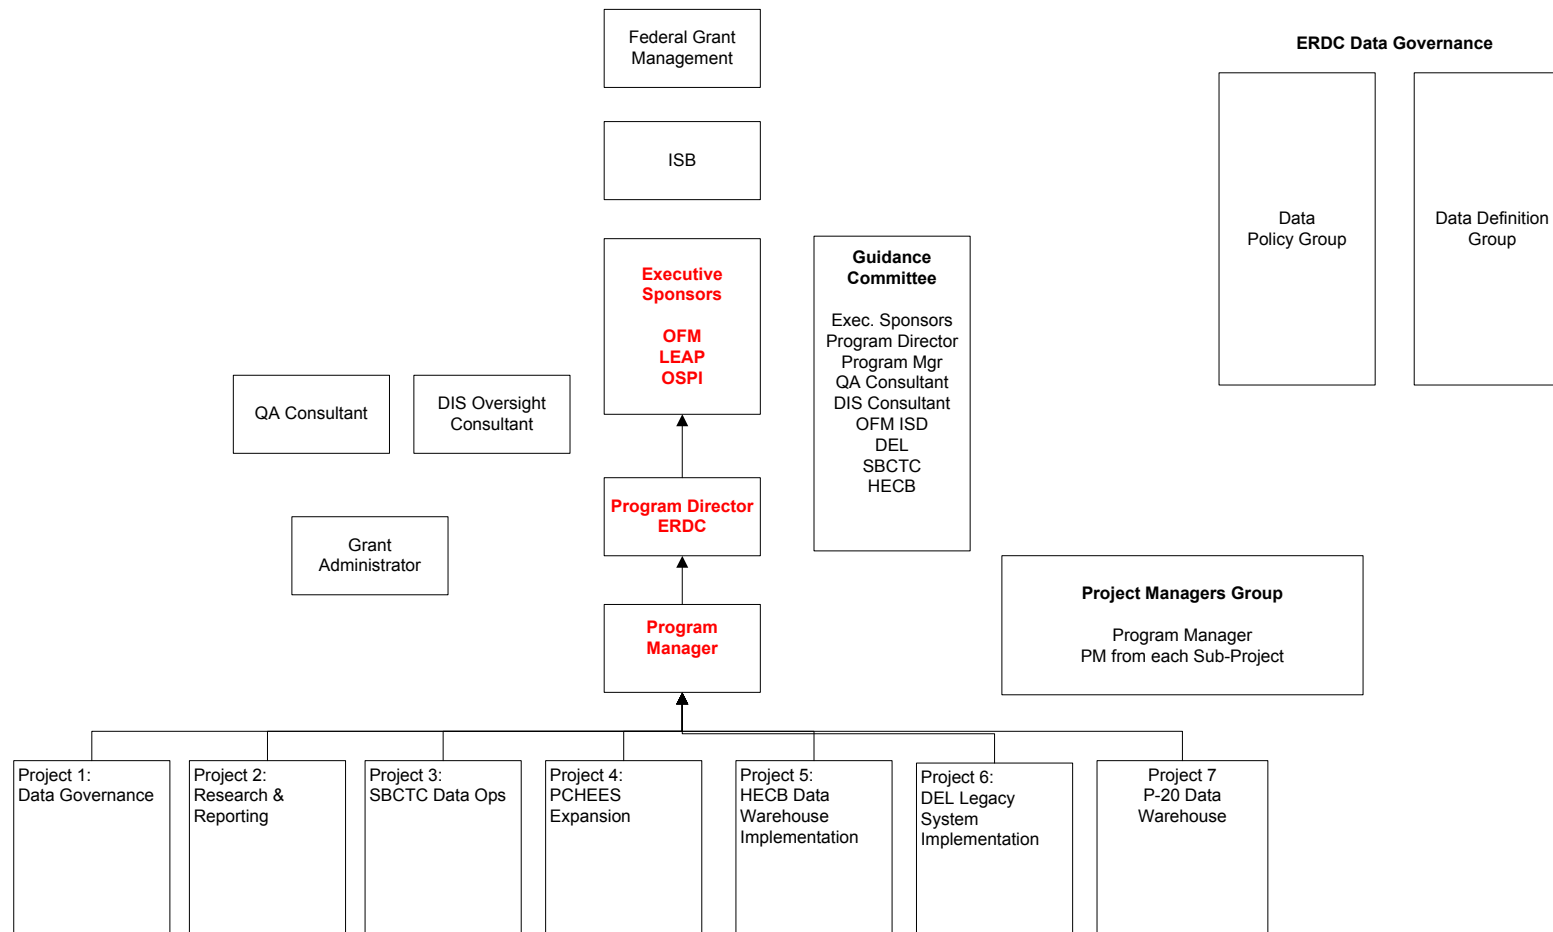 Federal Grant
Management
ERDC Data Governance
ISB
Data
Policy Group
Data Definition
Group
Executive
Sponsors
OFM
LEAP
OSPI
Guidance
Committee
Exec. Sponsors
Program Director
Program Mgr
QA Consultant
DIS Consultant
OFM ISD
DEL
SBCTC
HECB
QA Consultant
DIS Oversight
Consultant
Program Director
ERDC
Grant
Administrator
Project Managers Group
Program Manager
PM from each Sub-Project
Program
Manager
Project 1:
Data Governance
Project 2:
Research &
Reporting
Project 3:
SBCTC Data Ops
Project 4:
PCHEES
Expansion
Project 5:
HECB Data
Warehouse
Implementation
Project 6:
DEL Legacy
System
Implementation
Project 7
P-20 Data
Warehouse